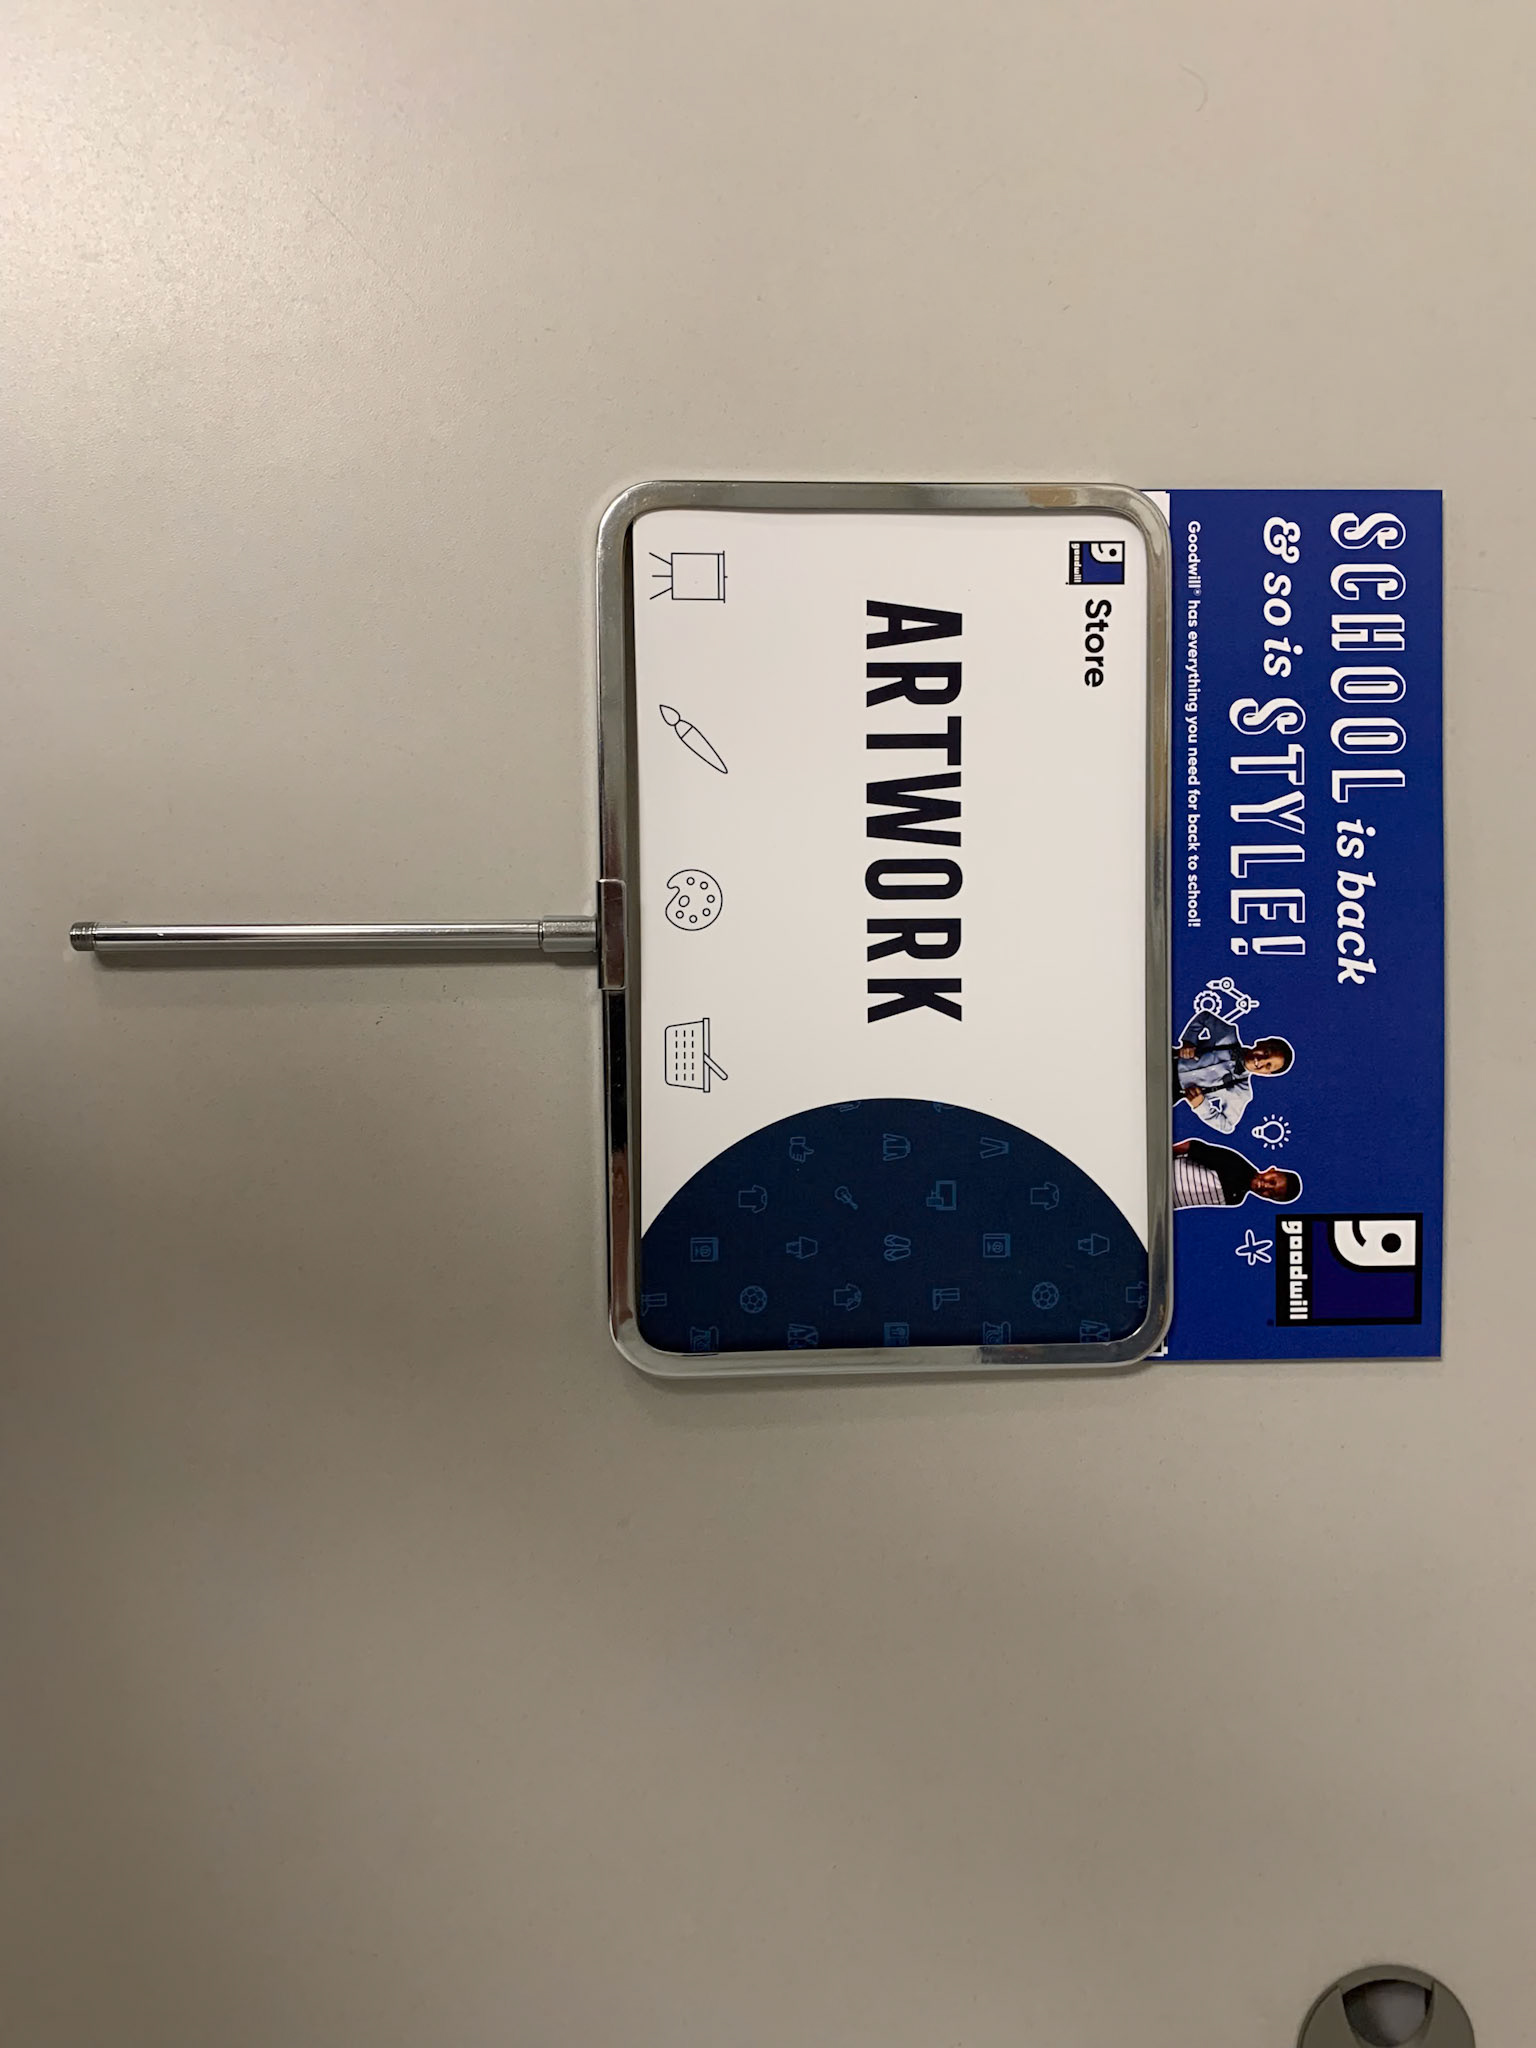 SCHOOL is back
& so is STYLE!
Goodwill® has everything you need for back to school!
goodwill
goodwill
Store
ARTWORK